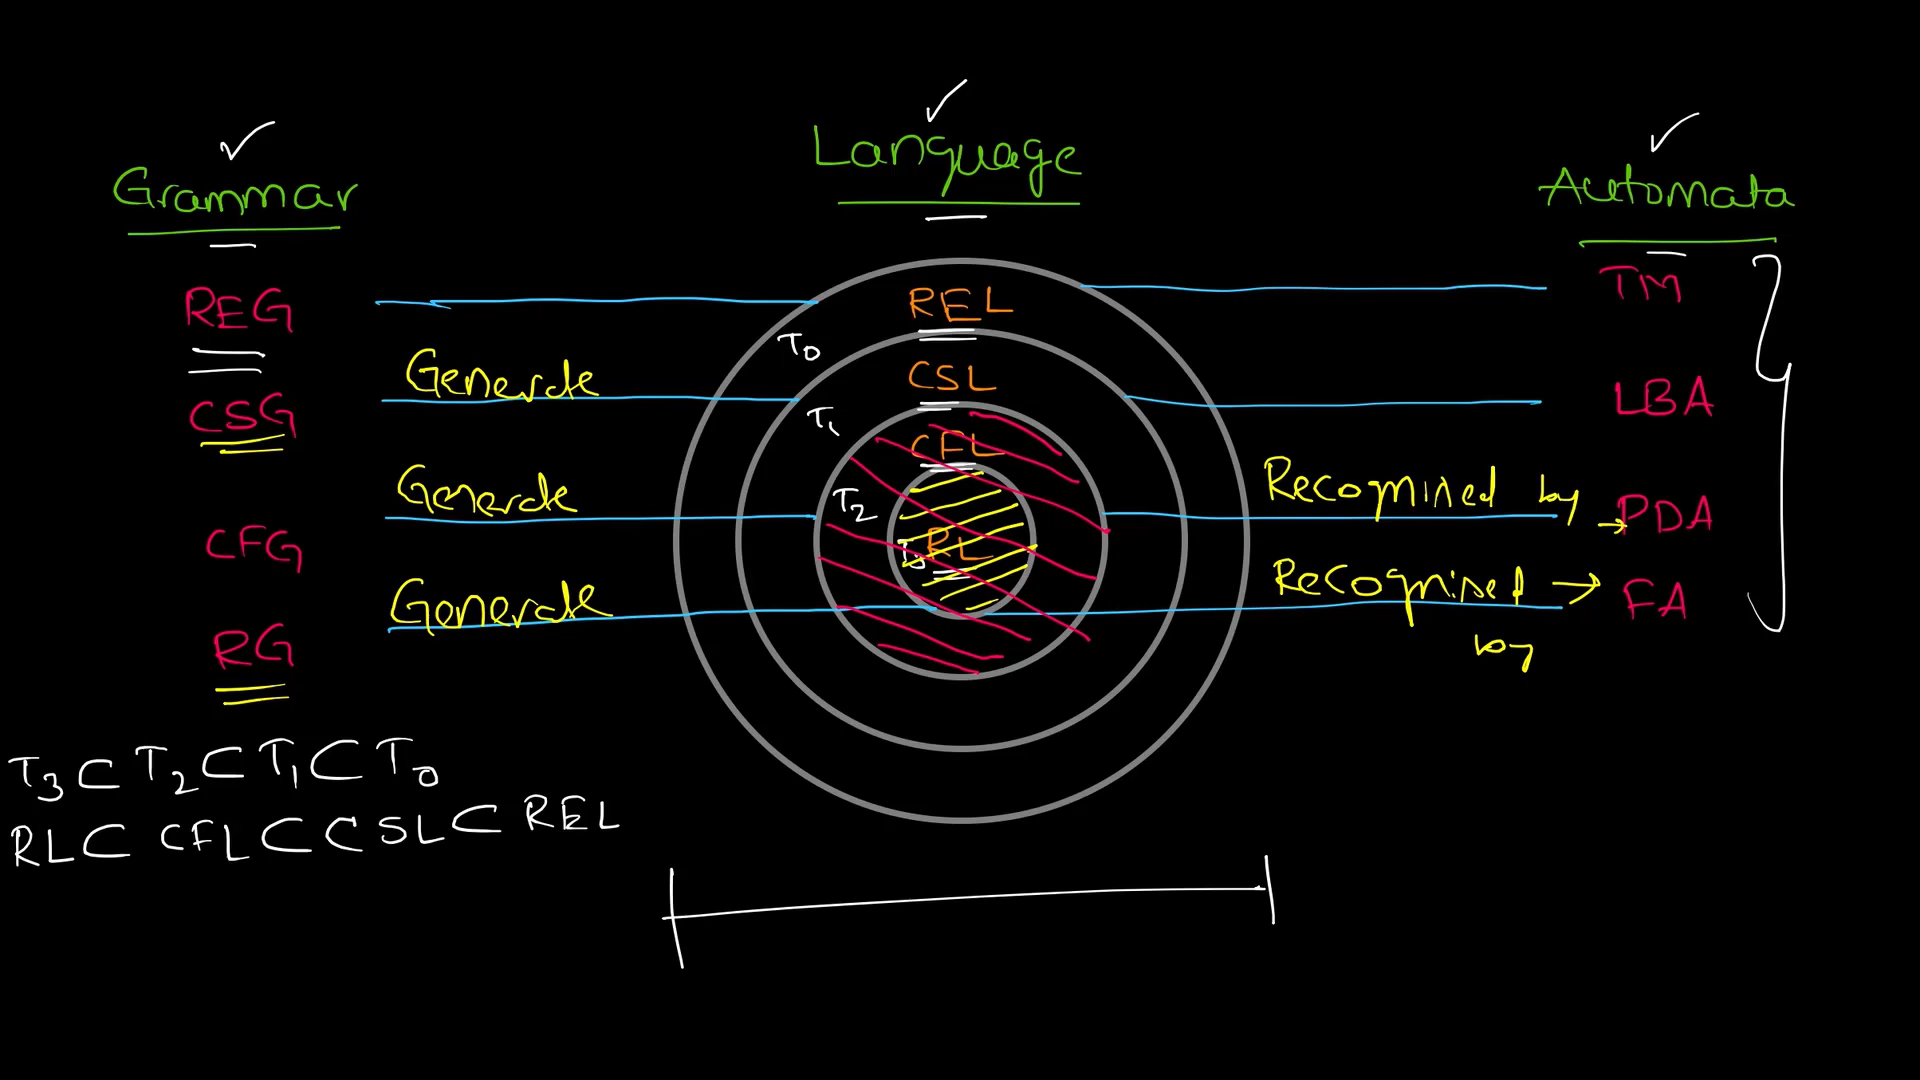 Grammar
Language
Automata
REG
REL
TM
T0
Generate
CSL
CSG
LBA
T1
CFL
Generate
T2
Recognized by
→PDA
CFG
RL
T3
Generate
Recognized → FA
by
RG
T3 ⊂ T2 ⊂ T1 ⊂ T0
RL ⊂ CFL ⊂ CSL ⊂ REL